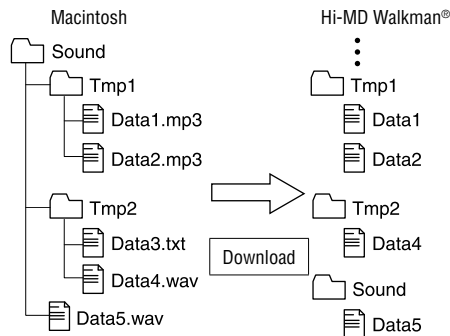 Macintosh
Sound
Tmp1
Data1.mp3
Data2.mp3
Tmp2
Data3.txt
Data4.wav
Data5.wav
Download
Hi-MD Walkman®
Tmp1
Data1
Data2
Tmp2
Data4
Sound
Data5